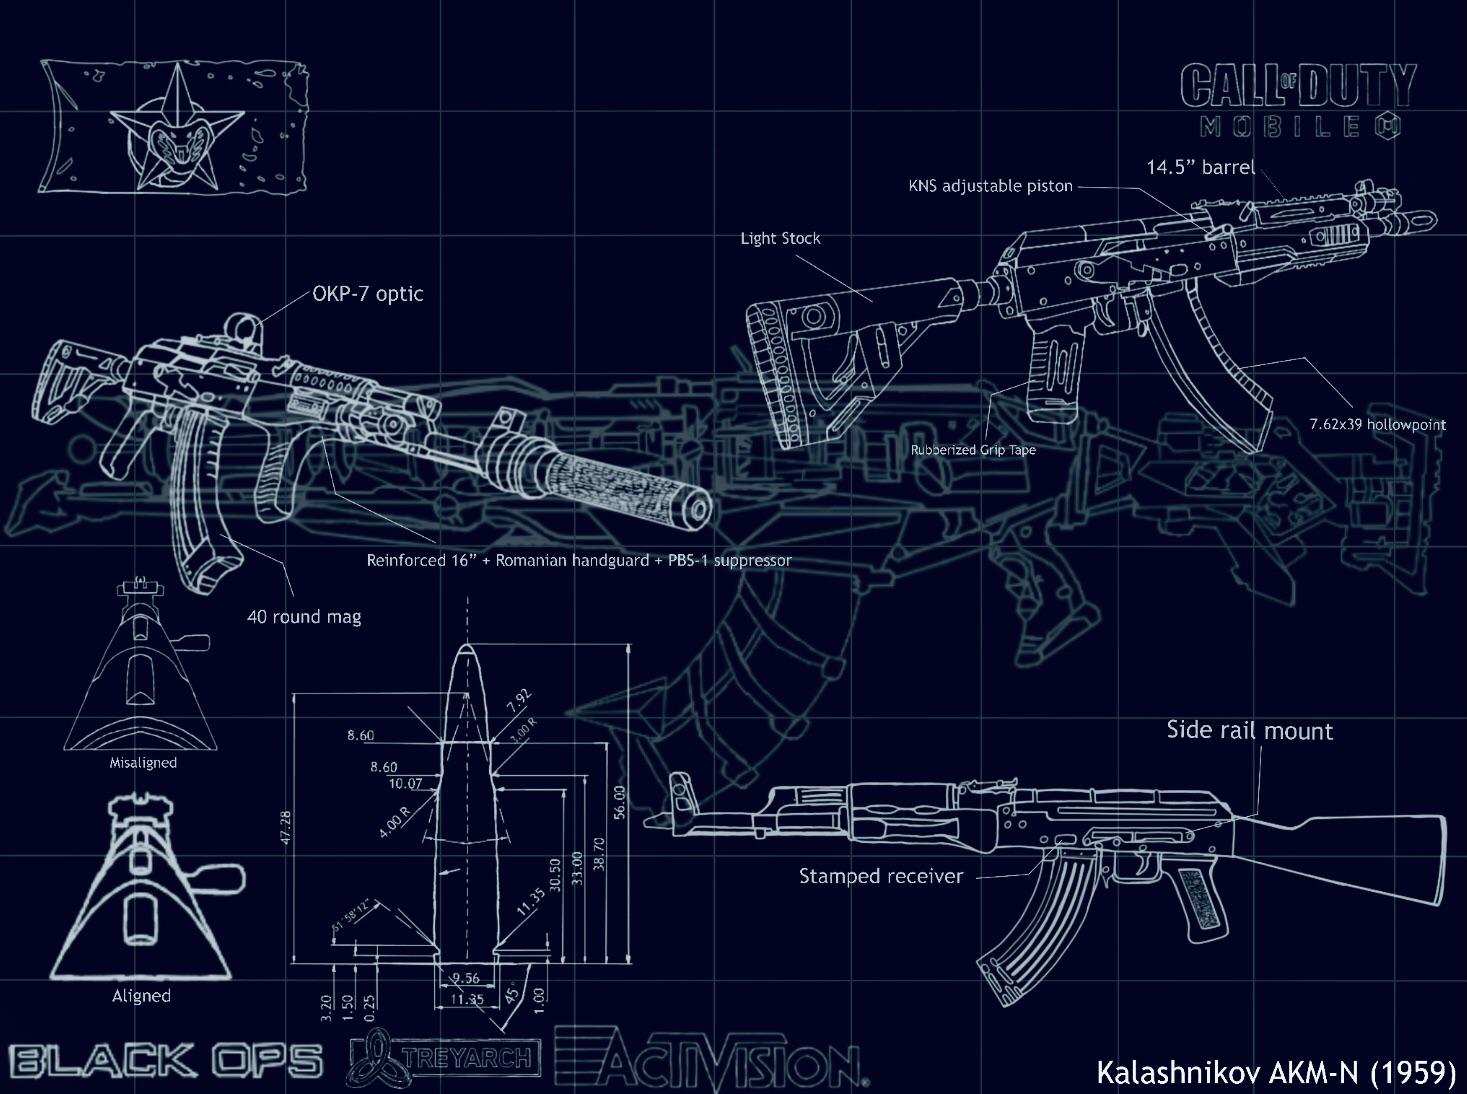 CALL OF DUTY
MOBILE
14.5” barrel
KNS adjustable piston
Light Stock
OKP-7 optic
7.62x39 hollowpoint
Rubberized Grip Tape
Reinforced 16” + Romanian handguard + PBS-1 suppressor
40 round mag
Misaligned
Aligned
7.92
3.00 R
8.60
8.60
10.07
4.00 R
47.28
56.00
38.70
33.00
30.50
11.35
51°58'12"
9.56
11.35
45°
1.00
3.20
1.50
0.25
Side rail mount
Stamped receiver
BLACK OPS
TREYARCH
ACTIVISION.
Kalashnikov AKM-N (1959)